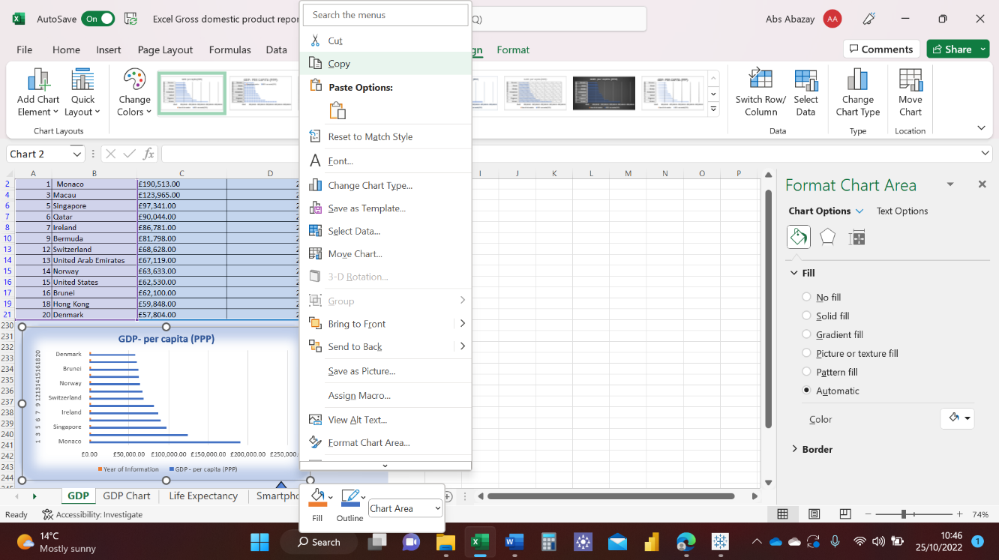 AutoSave On Excel Gross domestic product repor
Search the menus
Abs Abazay AA
File Home Insert Page Layout Formulas Data Format
Comments Share
Add Chart Element
Quick Layout
Chart Layouts
Change Colors
Switch Row/ Column
Select Data
Data
Change Chart Type
Type
Move Chart
Location
Chart 2 fx
Cut
Copy
Paste Options:
Reset to Match Style
Font...
Change Chart Type...
Save as Template...
Select Data...
Move Chart...
3-D Rotation...
Group
Bring to Front
Send to Back
Save as Picture...
Assign Macro...
View Alt Text...
Format Chart Area...
A B C D I J K L M N O P
2 1 Monaco £190,513.00 2
4 3 Macau £123,965.00 2
6 5 Singapore £97,341.00 2
7 6 Qatar £90,044.00 2
8 7 Ireland £86,781.00 2
10 9 Bermuda £81,798.00 2
13 12 Switzerland £68,628.00 2
14 13 United Arab Emirates £67,119.00 2
15 14 Norway £63,633.00 2
16 15 United States £62,530.00 2
17 16 Brunei £62,100.00 2
19 18 Hong Kong £59,848.00 2
21 20 Denmark £57,804.00 2
230
231
232
233
234
235
236
237
238
239
240
241
242
243
244
GDP- per capita (PPP)
Denmark
Brunei
Norway
Switzerland
Ireland
Singapore
Monaco
1 3 5 6 7 9 12 13 14 15 16 18 20
£0.00 £50,000.00 £100,000.00 £150,000.00 £200,000.00 £250,000.
Year of Information GDP - per capita (PPP)
Format Chart Area
Chart Options Text Options
Fill
No fill
Solid fill
Gradient fill
Picture or texture fill
Pattern fill
Automatic
Color
Border
GDP GDP Chart Life Expectancy Smartpho
Fill Outline Chart Area
Ready Accessibility: Investigate 74%
14°C
Mostly sunny
Search
10:46
25/10/2022
1